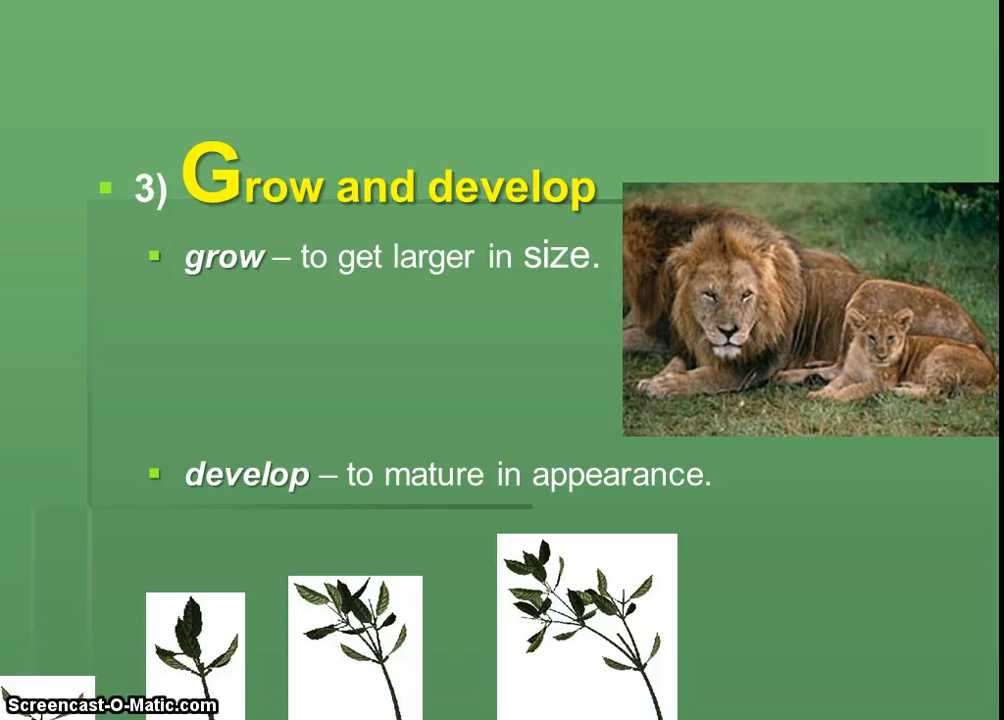 3) Grow and develop
grow – to get larger in size.
develop – to mature in appearance.
Screencast-O-Matic.com